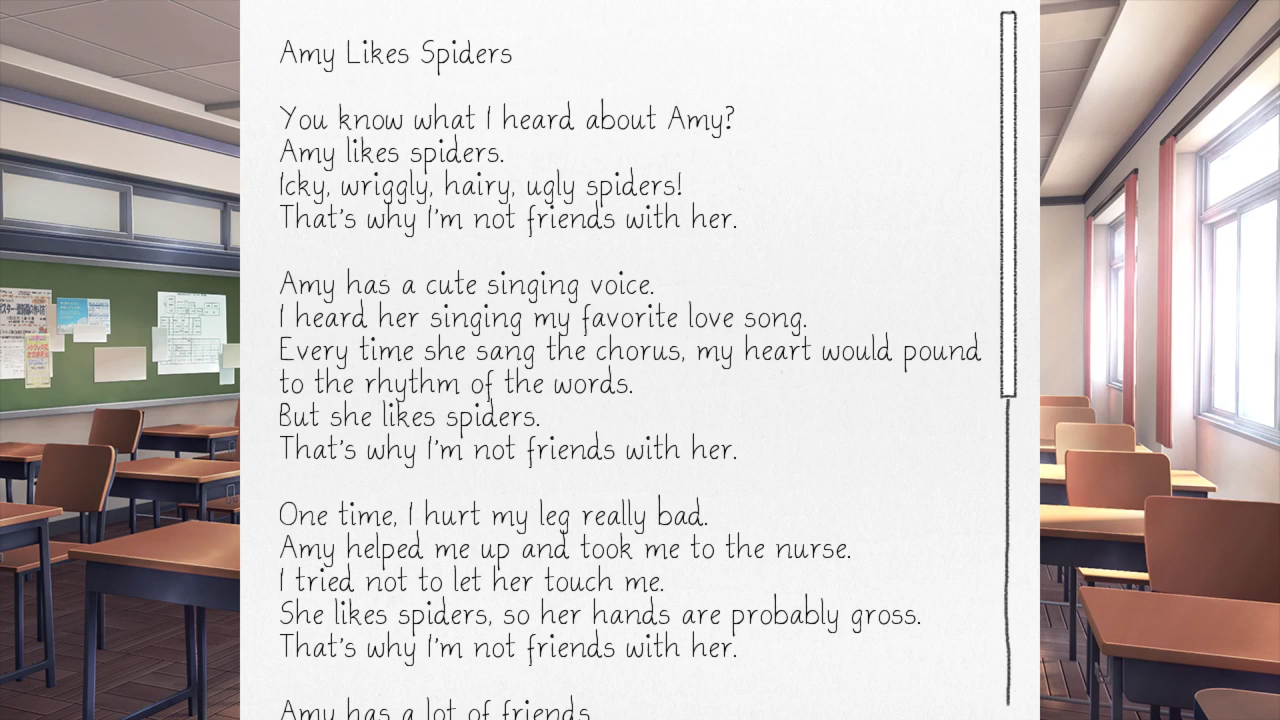 Amy Likes Spiders
You know what I heard about Amy?
Amy likes spiders.
Icky, wriggly, hairy, ugly spiders!
That's why I'm not friends with her.
Amy has a cute singing voice.
I heard her singing my favorite love song.
Every time she sang the chorus, my heart would pound
to the rhythm of the words.
But she likes spiders.
That's why I'm not friends with her.
One time, I hurt my leg really bad.
Amy helped me up and took me to the nurse.
I tried not to let her touch me.
She likes spiders, so her hands are probably gross.
That's why I'm not friends with her.
Amy has a lot of friends